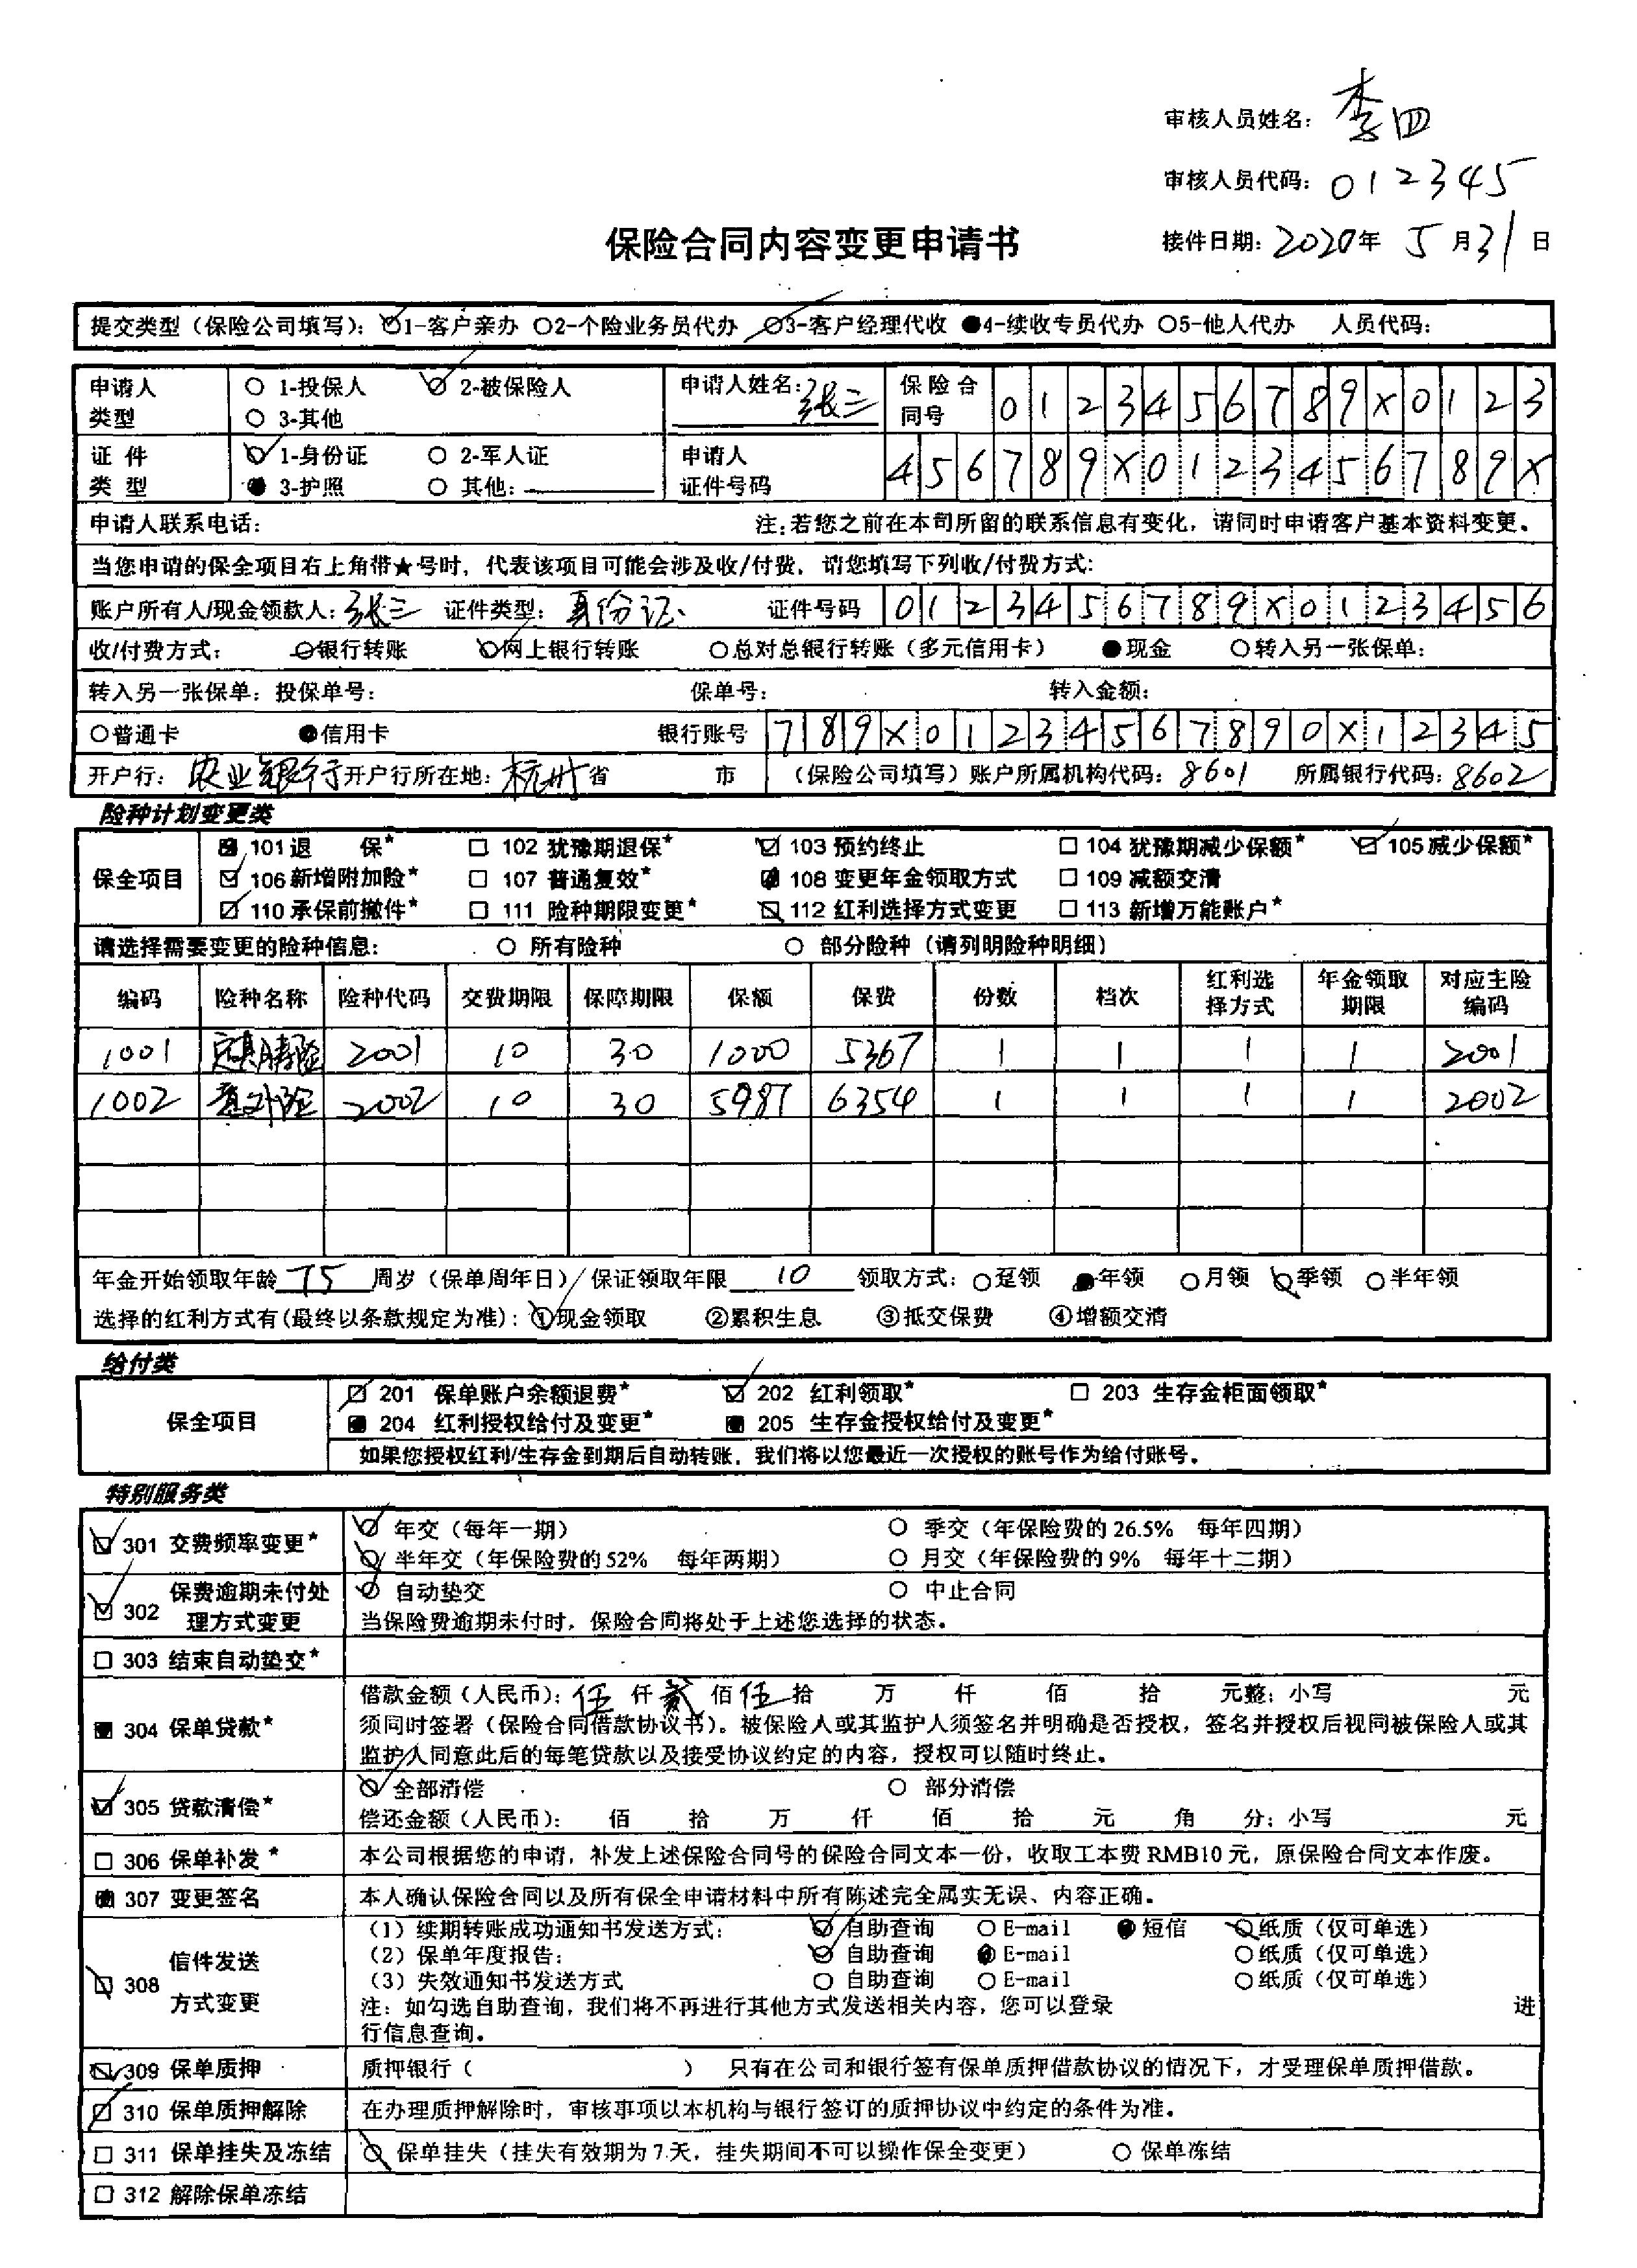 审核人员姓名：李四
审核人员代码：012345
保险合同内容变更申请书
接件日期：2020年 5月31日
提交类型（保险公司填写）：○1-客户亲办 ○2-个险业务员代办 ○3-客户经理代收 ●4-续收专员代办 ○5-他人代办 人员代码：
申请人类型 ○ 1-投保人 ○ 2-被保险人 申请人姓名：张三 保险合同号 0123456789X0123
○ 3-其他
证件类型 ○ 1-身份证 ○ 2-军人证 申请人证件号码 456789X0123456789X
● 3-护照 ○ 其他：
申请人联系电话： 注：若您之前在本司所留的联系信息有变化，请同时申请客户基本资料变更。
当您申请的保全项目右上角带★号时，代表该项目可能会涉及收/付费，请您填写下列收/付费方式：
账户所有人/现金领款人：张三 证件类型：身份证 证件号码 0123456789X0123456
收/付费方式： ○银行转账 ○网上银行转账 ○总对总银行转账（多元信用卡） ●现金 ○转入另一张保单：
转入另一张保单：投保单号： 保单号： 转入金额：
○普通卡 ●信用卡 银行账号 789X01234567890X12345
开户行：农业银行 开户行所在地：杭州省 市 （保险公司填写）账户所属机构代码：8601 所属银行代码：8602
险种计划变更类
保全项目 101退 保★ □ 102 犹豫期退保★ □ 103 预约终止 □ 104 犹豫期减少保额★ □ 105减少保额★
□ 106新增附加险★ □ 107 普通复效★ 108 变更年金领取方式 □ 109 减额交清
□ 110承保前撤件★ □ 111 险种期限变更★ □ 112 红利选择方式变更 □ 113 新增万能账户★
请选择需要变更的险种信息： ○ 所有险种 ○ 部分险种（请列明险种明细）
编码 险种名称 险种代码 交费期限 保障期限 保额 保费 份数 档次 红利选择方式 年金领取期限 对应主险编码
1001 2001 10 30 1000 5367 1 1 1 1 2001
1002 意外险 2002 10 30 5987 6354 1 1 1 1 2002
年金开始领取年龄 75 周岁（保单周年日）/保证领取年限 10 领取方式：○趸领 ●年领 ○月领 ○季领 ○半年领
选择的红利方式有(最终以条款规定为准)：①现金领取 ②累积生息 ③抵交保费 ④增额交清
给付类
保全项目 □ 201 保单账户余额退费★ □ 202 红利领取★ □ 203 生存金柜面领取★
■ 204 红利授权给付及变更★ ■ 205 生存金授权给付及变更★
如果您授权红利/生存金到期后自动转账，我们将以您最近一次授权的账号作为给付账号。
特别服务类
□ 301 交费频率变更★ ○ 年交（每年一期） ○ 季交（年保险费的26.5% 每年四期）
○ 半年交（年保险费的52% 每年两期） ○ 月交（年保险费的9% 每年十二期）
□ 302 保费逾期未付处理方式变更 ○ 自动垫交 ○ 中止合同
当保险费逾期未付时，保险合同将处于上述您选择的状态。
□ 303 结束自动垫交★
■ 304 保单贷款★ 借款金额（人民币）：伍仟贰佰伍拾 万 仟 佰 拾 元整；小写 元
须同时签署（保险合同借款协议书）。被保险人或其监护人须签名并明确是否授权，签名并授权后视同被保险人或其
监护人同意此后的每笔贷款以及接受协议约定的内容，授权可以随时终止。
□ 305 贷款清偿★ ○ 全部清偿 ○ 部分清偿
偿还金额（人民币）： 佰 拾 万 仟 佰 拾 元 角 分；小写 元
□ 306 保单补发★ 本公司根据您的申请，补发上述保险合同号的保险合同文本一份，收取工本费RMB10元，原保险合同文本作废。
■ 307 变更签名 本人确认保险合同以及所有保全申请材料中所有陈述完全属实无误、内容正确。
□ 308 信件发送方式变更 （1）续期转账成功通知书发送方式： ○ 自助查询 ○ E-mail ● 短信 ○纸质（仅可单选）
（2）保单年度报告： ○ 自助查询 ● E-mail ○纸质（仅可单选）
（3）失效通知书发送方式 ○ 自助查询 ○ E-mail ○纸质（仅可单选）
注：如勾选自助查询，我们将不再进行其他方式发送相关内容，您可以登录 进
行信息查询。
□ 309 保单质押 质押银行（ ） 只有在公司和银行签有保单质押借款协议的情况下，才受理保单质押借款。
□ 310 保单质押解除 在办理质押解除时，审核事项以本机构与银行签订的质押协议中约定的条件为准。
□ 311 保单挂失及冻结 ○ 保单挂失（挂失有效期为7天，挂失期间不可以操作保全变更） ○ 保单冻结
□ 312 解除保单冻结